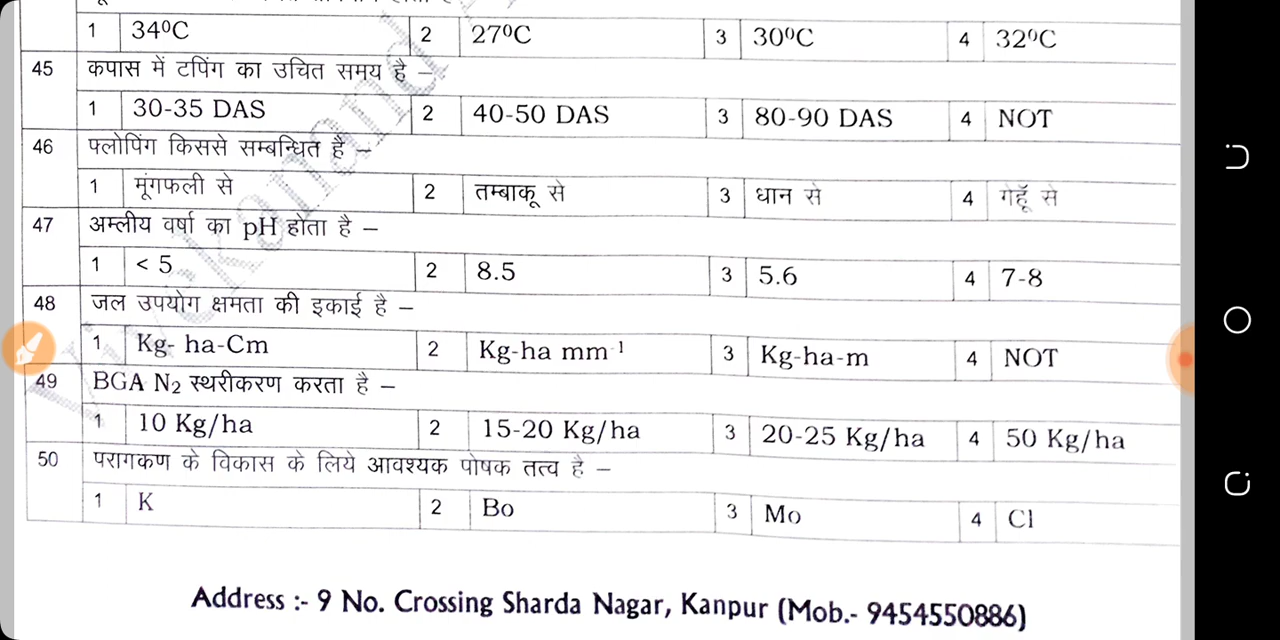 1 34⁰C 2 27⁰C 3 30⁰C 4 32⁰C
45 कपास में टपिंग का उचित समय है –
1 30-35 DAS 2 40-50 DAS 3 80-90 DAS 4 NOT
46 फ्लोपिंग किससे सम्बन्धित है –
1 मूंगफली से 2 तम्बाकू से 3 धान से 4 गेहूँ से
47 अम्लीय वर्षा का pH होता है –
1 < 5 2 8.5 3 5.6 4 7-8
48 जल उपयोग क्षमता की इकाई है –
1 Kg- ha-Cm 2 Kg-ha mm⁻¹ 3 Kg-ha-m 4 NOT
49 BGA N₂ स्थरीकरण करता है –
1 10 Kg/ha 2 15-20 Kg/ha 3 20-25 Kg/ha 4 50 Kg/ha
50 परागकण के विकास के लिये आवश्यक पोषक तत्व है –
1 K 2 Bo 3 Mo 4 Cl
Address :- 9 No. Crossing Sharda Nagar, Kanpur (Mob.- 9454550886)